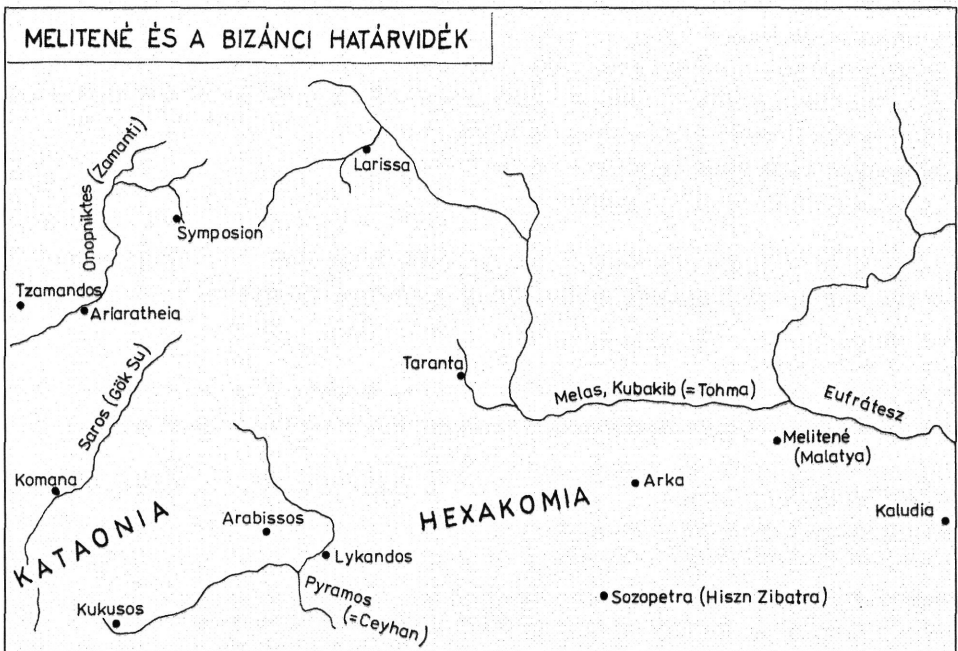 MELITENÉ ÉS A BIZÁNCI HATÁRVIDÉK
Onopniktes (Zamanti)
Larissa
Symposion
Tzamandos
Ariaratheia
Saros (Gök Su)
Taranta
Melas, Kubakib (=Tohma)
Eufrátesz
Melitené
(Malatya)
Komana
Arka
HEXAKOMIA
Kaludia
KATAONIA
Arabissos
Lykandos
Pyramos
(=Ceyhan)
Sozopetra (Hiszn Zibatra)
Kukusos